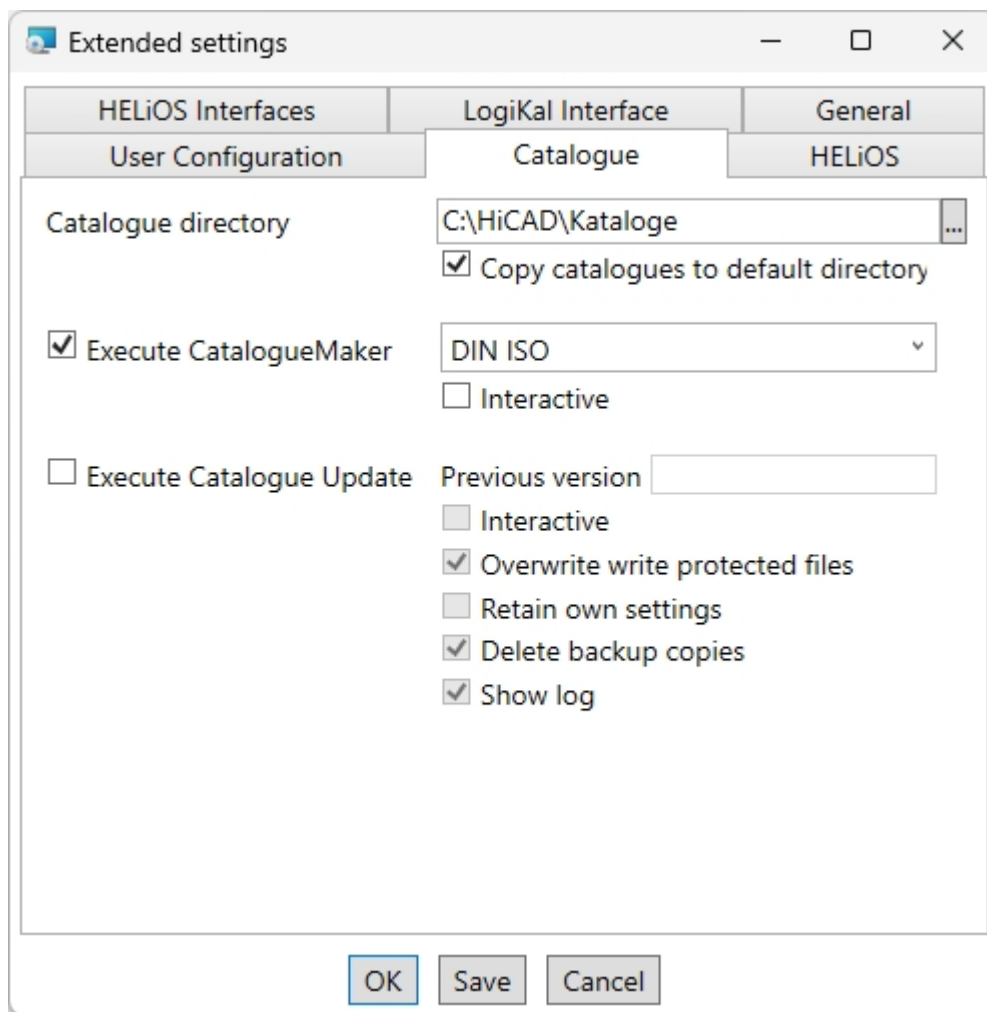 Extended settings
HELiOS Interfaces LogiKal Interface General
User Configuration Catalogue HELiOS
Catalogue directory C:\HiCAD\Kataloge ...
Copy catalogues to default directory
Execute CatalogueMaker DIN ISO
Interactive
Execute Catalogue Update Previous version
Interactive
Overwrite write protected files
Retain own settings
Delete backup copies
Show log
OK Save Cancel